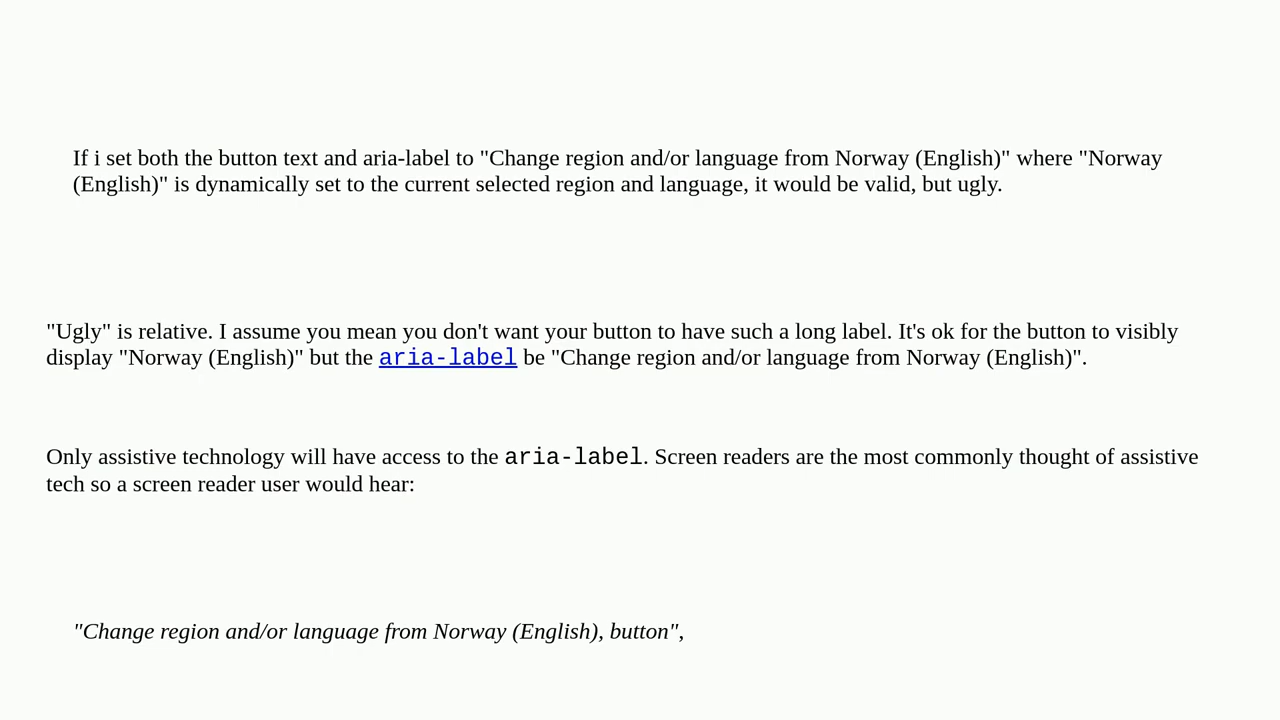 If i set both the button text and aria-label to "Change region and/or language from Norway (English)" where "Norway
(English)" is dynamically set to the current selected region and language, it would be valid, but ugly.
"Ugly" is relative. I assume you mean you don't want your button to have such a long label. It's ok for the button to visibly
display "Norway (English)" but the aria-label be "Change region and/or language from Norway (English)".
Only assistive technology will have access to the aria-label. Screen readers are the most commonly thought of assistive
tech so a screen reader user would hear:
"Change region and/or language from Norway (English), button",